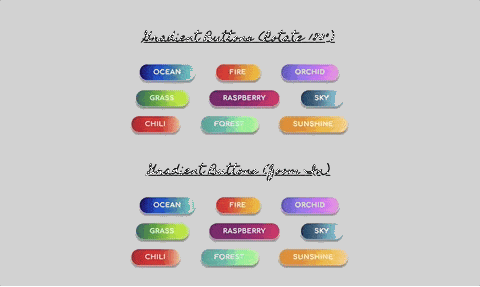 Gradient Buttons (Rotate 180°)
OCEAN FIRE ORCHID
GRASS RASPBERRY SKY
CHILI FOREST SUNSHINE
Gradient Buttons (Zoom-In)
OCEAN FIRE ORCHID
GRASS RASPBERRY SKY
CHILI FOREST SUNSHINE